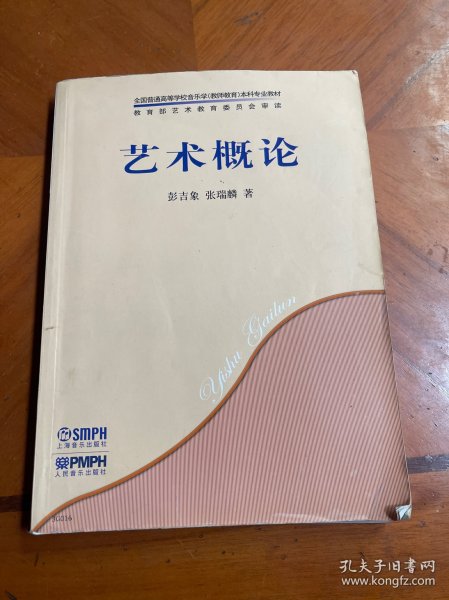 全国普通高等学校音乐学(教师教育)本科专业教材
教育部艺术教育委员会审读
艺术概论
彭吉象 张瑞麟 著
Yishu Gailun
SMPH
上海音乐出版社
PMPH
人民音乐出版社
孔夫子旧书网
www.kongfz.com